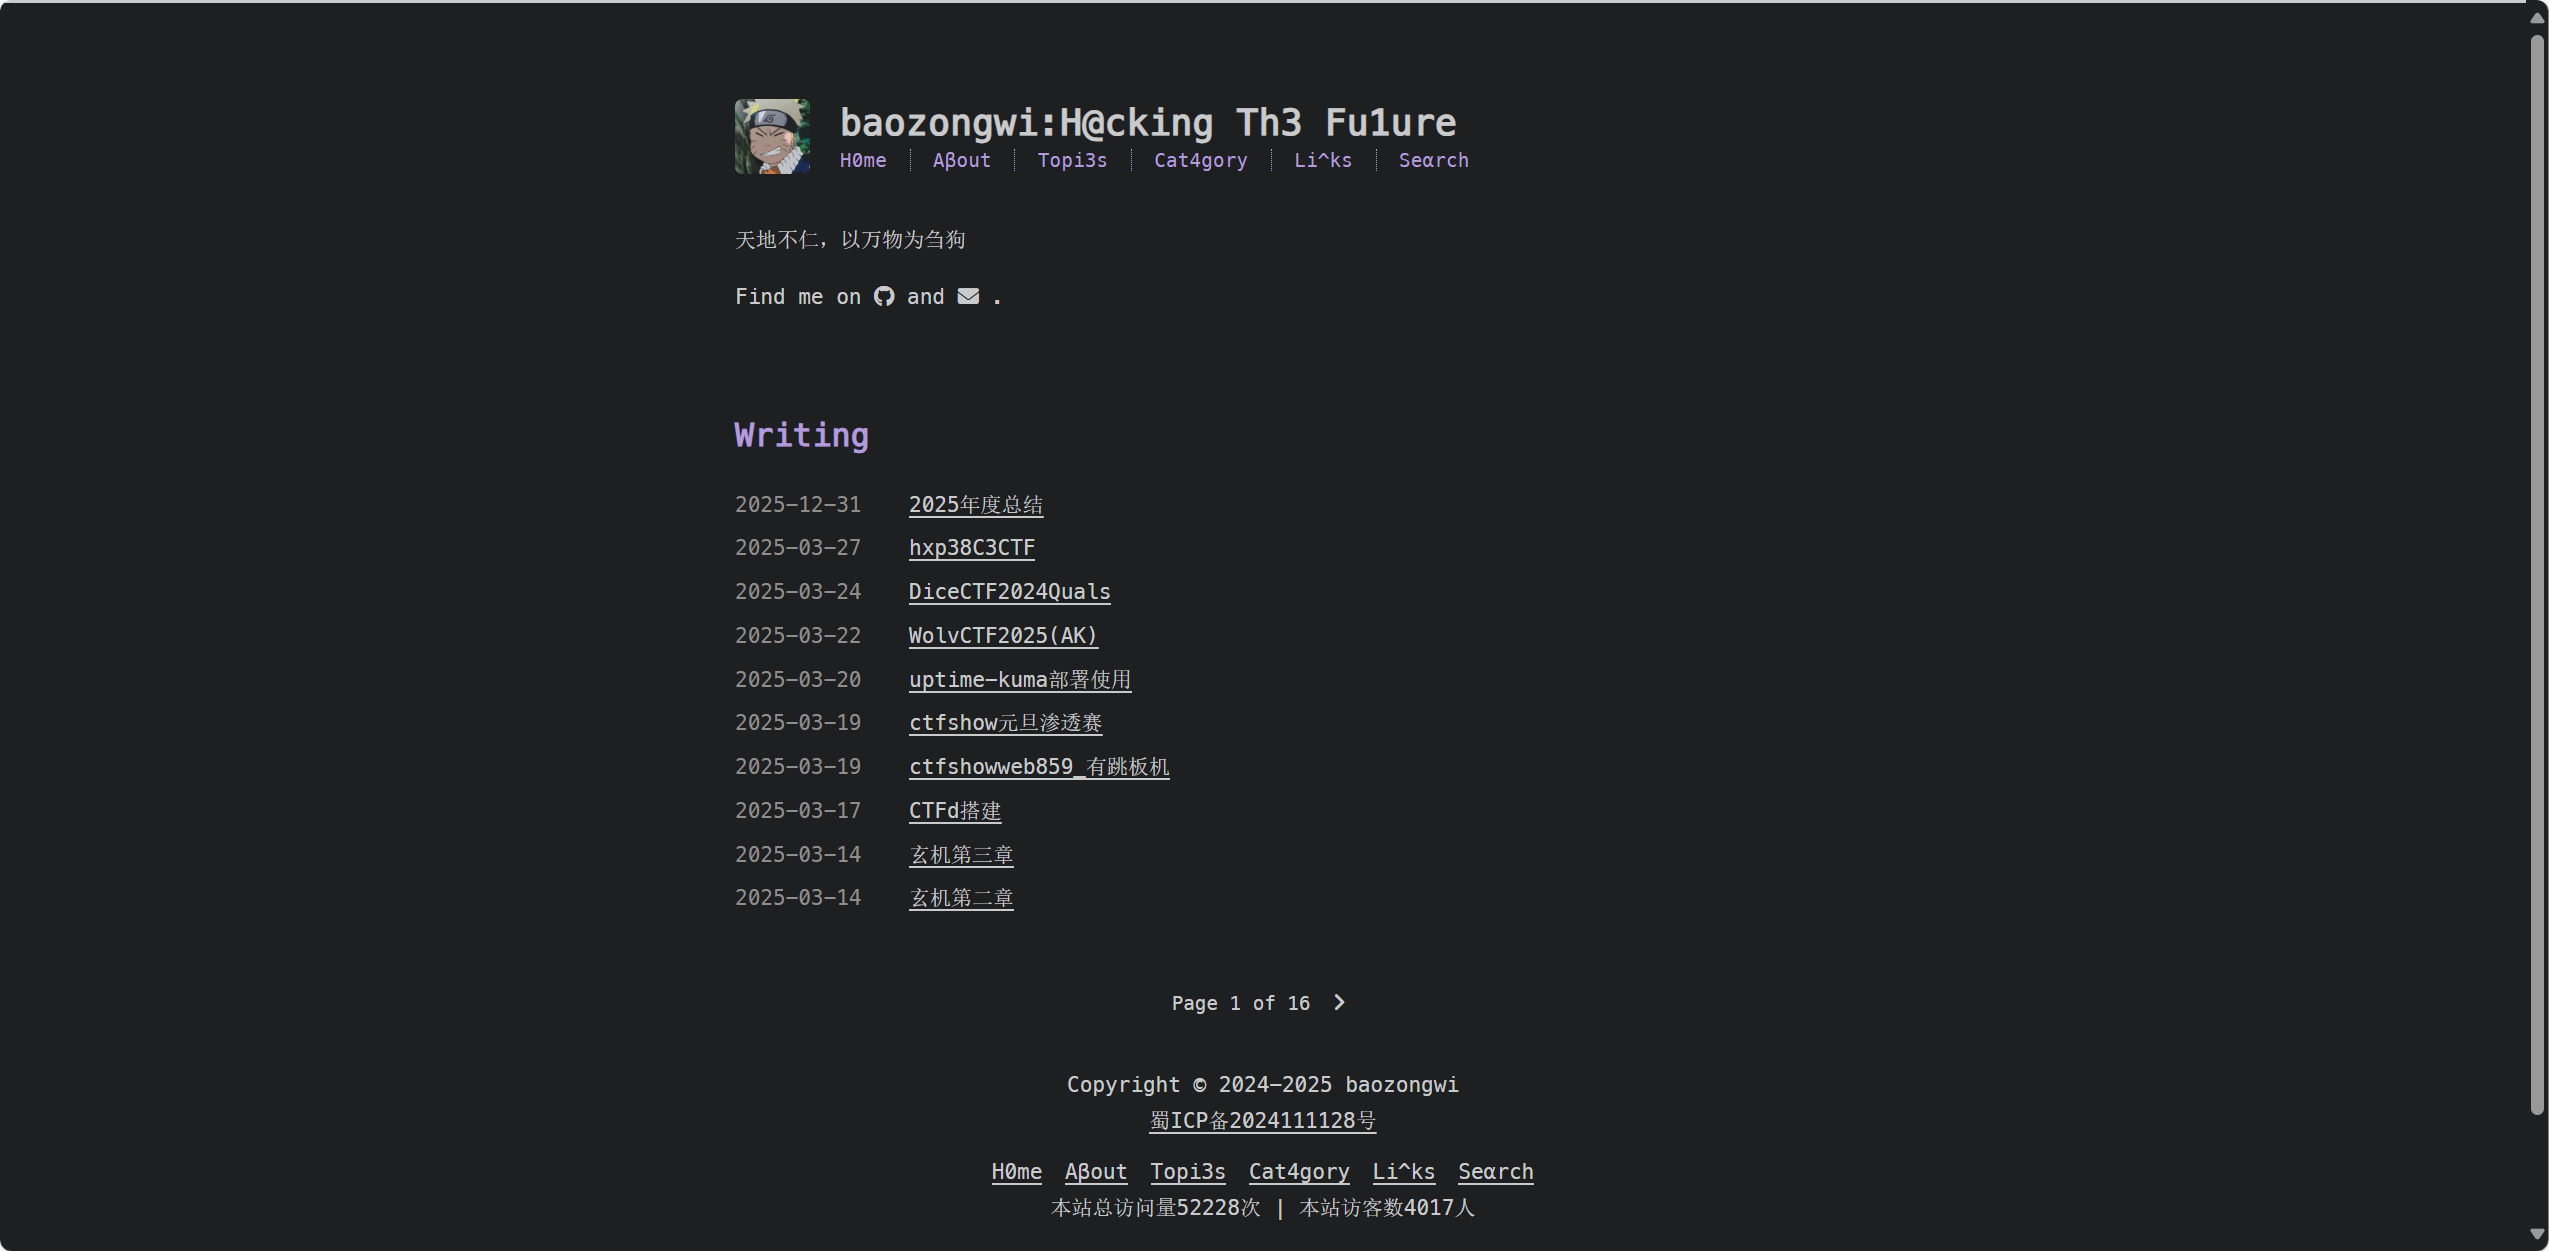 baozongwi:H@cking Th3 Fu1ure
H0me Aβout Topi3s Cat4gory Li^ks Seαrch
天地不仁，以万物为刍狗
Find me on and .
Writing
2025-12-31 2025年度总结
2025-03-27 hxp38C3CTF
2025-03-24 DiceCTF2024Quals
2025-03-22 WolvCTF2025(AK)
2025-03-20 uptime-kuma部署使用
2025-03-19 ctfshow元旦渗透赛
2025-03-19 ctfshowweb859_有跳板机
2025-03-17 CTFd搭建
2025-03-14 玄机第三章
2025-03-14 玄机第二章
Page 1 of 16
Copyright © 2024-2025 baozongwi
蜀ICP备2024111128号
H0me Aβout Topi3s Cat4gory Li^ks Seαrch
本站总访问量52228次 | 本站访客数4017人